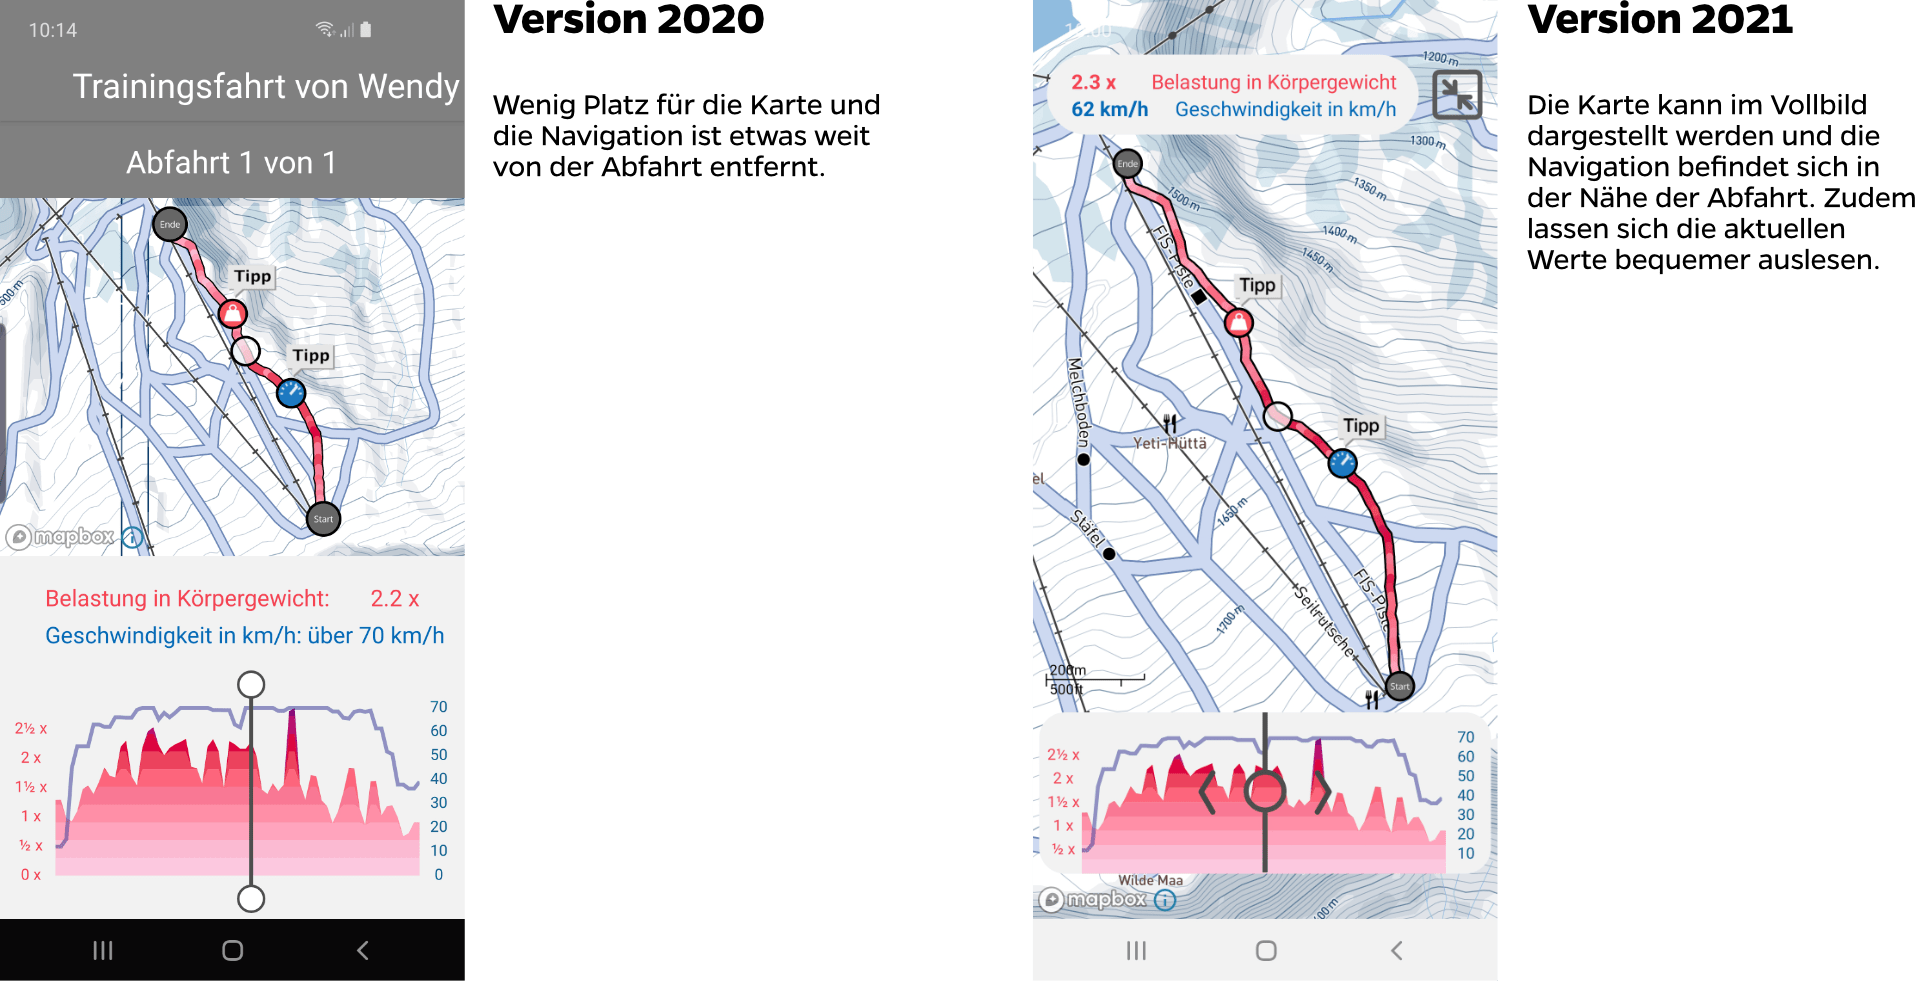 10:14
Trainingsfahrt von Wendy
Abfahrt 1 von 1
Ende
Tipp
Tipp
Start
500 m
mapbox
Belastung in Körpergewicht: 2.2 x
Geschwindigkeit in km/h: über 70 km/h
2½ x
2 x
1½ x
1 x
½ x
0 x
70
60
50
40
30
20
10
0
Version 2020
Wenig Platz für die Karte und
die Navigation ist etwas weit
von der Abfahrt entfernt.
2.3 x Belastung in Körpergewicht
62 km/h Geschwindigkeit in km/h
1200 m
1300 m
1350 m
1500 m
1400 m
1450 m
Ende
FIS-Piste
Tipp
Melchboden
Yeti-Hüttä
Tipp
el
Stäfel
1650 m
FIS-Piste
Seilrutsche
1700 m
200m
500ft
Start
2½ x
2 x
1½ x
1 x
½ x
70
60
50
40
30
20
10
Wilde Maa
mapbox
Version 2021
Die Karte kann im Vollbild
dargestellt werden und die
Navigation befindet sich in
der Nähe der Abfahrt. Zudem
lassen sich die aktuellen
Werte bequemer auslesen.